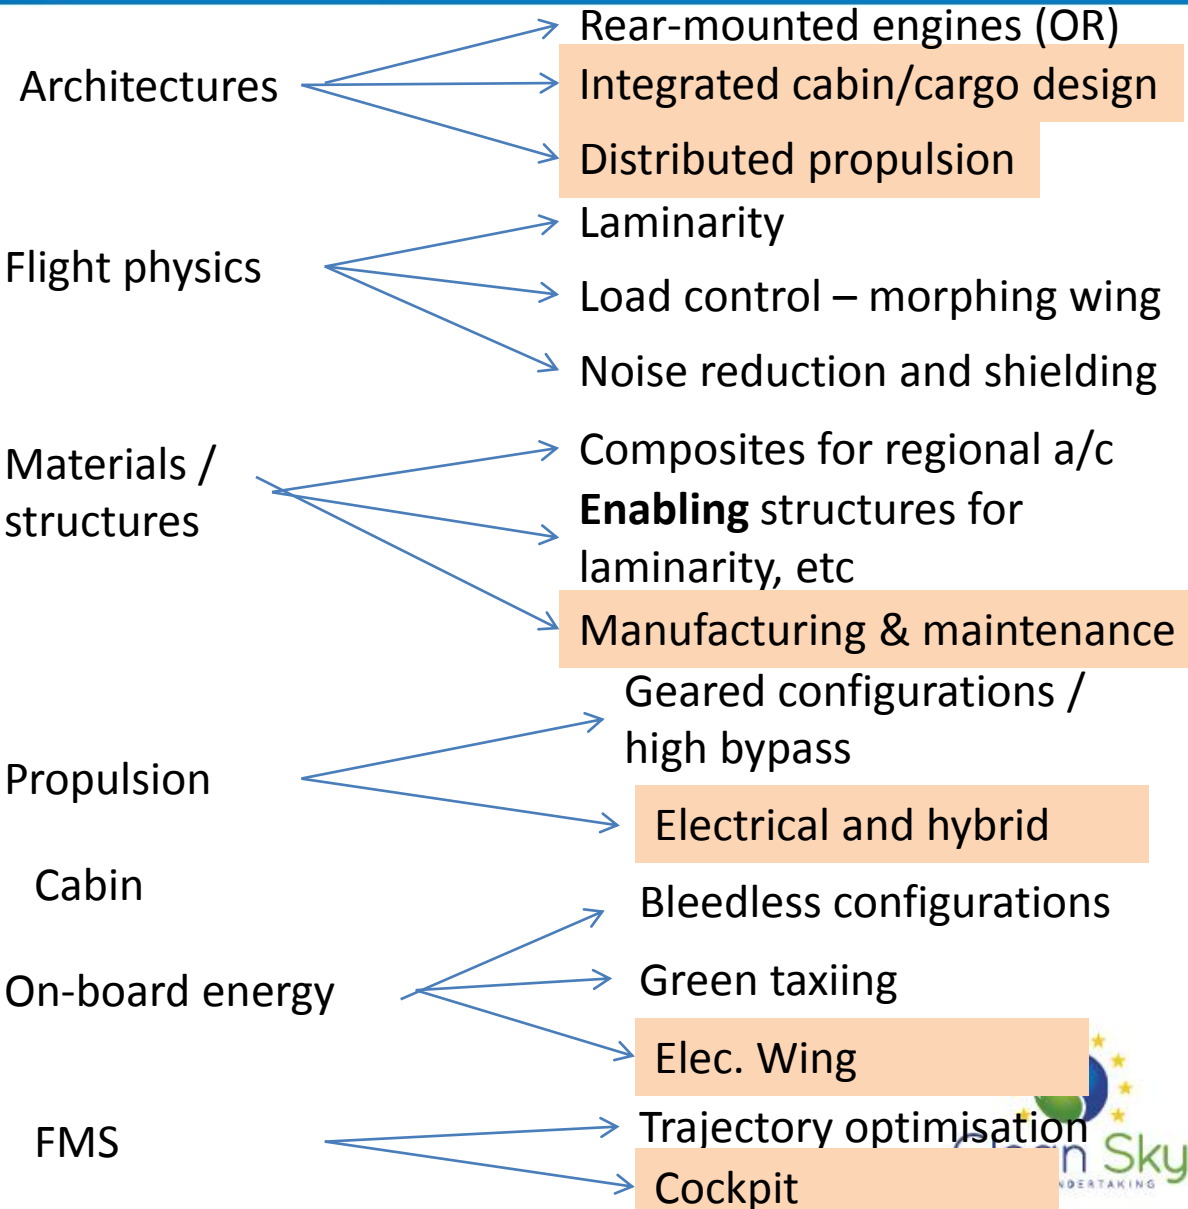 Architectures
Rear-mounted engines (OR)
Integrated cabin/cargo design
Distributed propulsion
Flight physics
Laminarity
Load control – morphing wing
Noise reduction and shielding
Materials /
structures
Composites for regional a/c
Enabling structures for
laminarity, etc
Manufacturing & maintenance
Propulsion
Geared configurations /
high bypass
Electrical and hybrid
Cabin
On-board energy
Bleedless configurations
Green taxiing
Elec. Wing
FMS
Trajectory optimisation
Cockpit
Sky